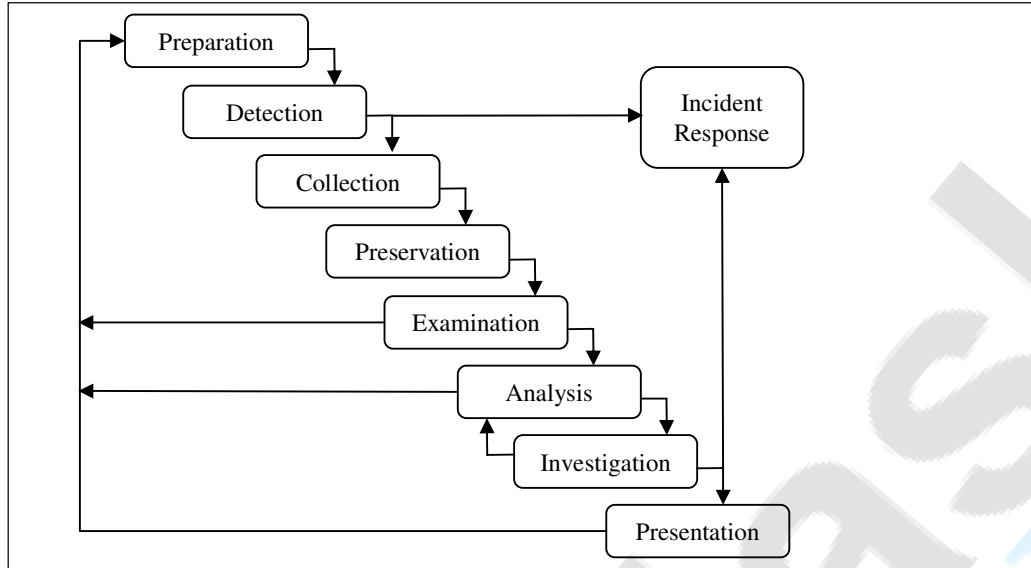 Preparation
Detection
Incident
Response
Collection
Preservation
Examination
Analysis
Investigation
Presentation